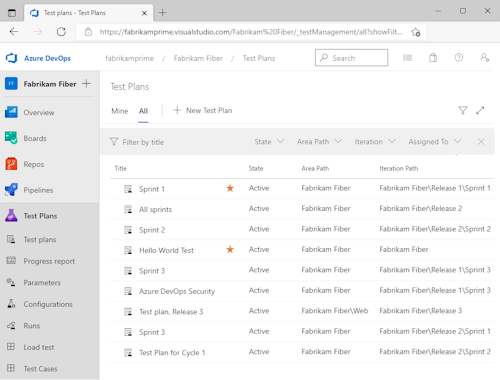 Test plans - Test Plans
https://fabrikamprime.visualstudio.com/Fabrikam%20Fiber/_testManagement/all?showFilt...
Azure DevOps fabrikamprime / Fabrikam Fiber / Test Plans Search
FF Fabrikam Fiber
Overview
Boards
Repos
Pipelines
Test Plans
Test plans
Progress report
Parameters
Configurations
Runs
Load test
Test Cases
Test Plans
Mine All New Test Plan
Filter by title State Area Path Iteration Assigned To
Title State Area Path Iteration Path
Sprint 1 Active Fabrikam Fiber Fabrikam Fiber\Release 1\Sprint 1
All sprints Active Fabrikam Fiber Fabrikam Fiber\Release 2
Sprint 2 Active Fabrikam Fiber Fabrikam Fiber\Release 2\Sprint 2
Hello World Test Active Fabrikam Fiber Fabrikam Fiber
Sprint 3 Active Fabrikam Fiber Fabrikam Fiber\Release 1\Sprint 3
Azure DevOps Security Active Fabrikam Fiber Fabrikam Fiber\Release 1\Sprint 3
Test plan, Release 3 Active Fabrikam Fiber\Web Fabrikam Fiber\Release 3
Sprint 3 Active Fabrikam Fiber Fabrikam Fiber\Release 2\Sprint 1
Test Plan for Cycle 1 Active Fabrikam Fiber Fabrikam Fiber\Release 2\Sprint 2